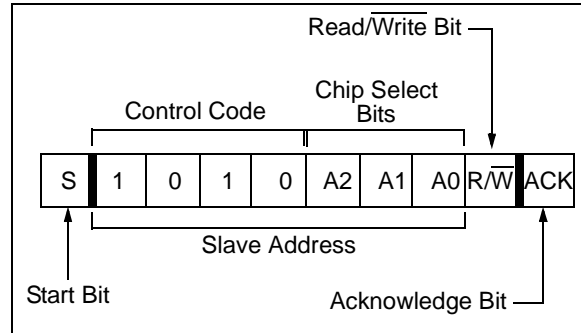 Read/Write Bit
Chip Select
Control Code
Bits
S 1 0 1 0 A2 A1 A0 R/W ACK
Slave Address
Start Bit
Acknowledge Bit